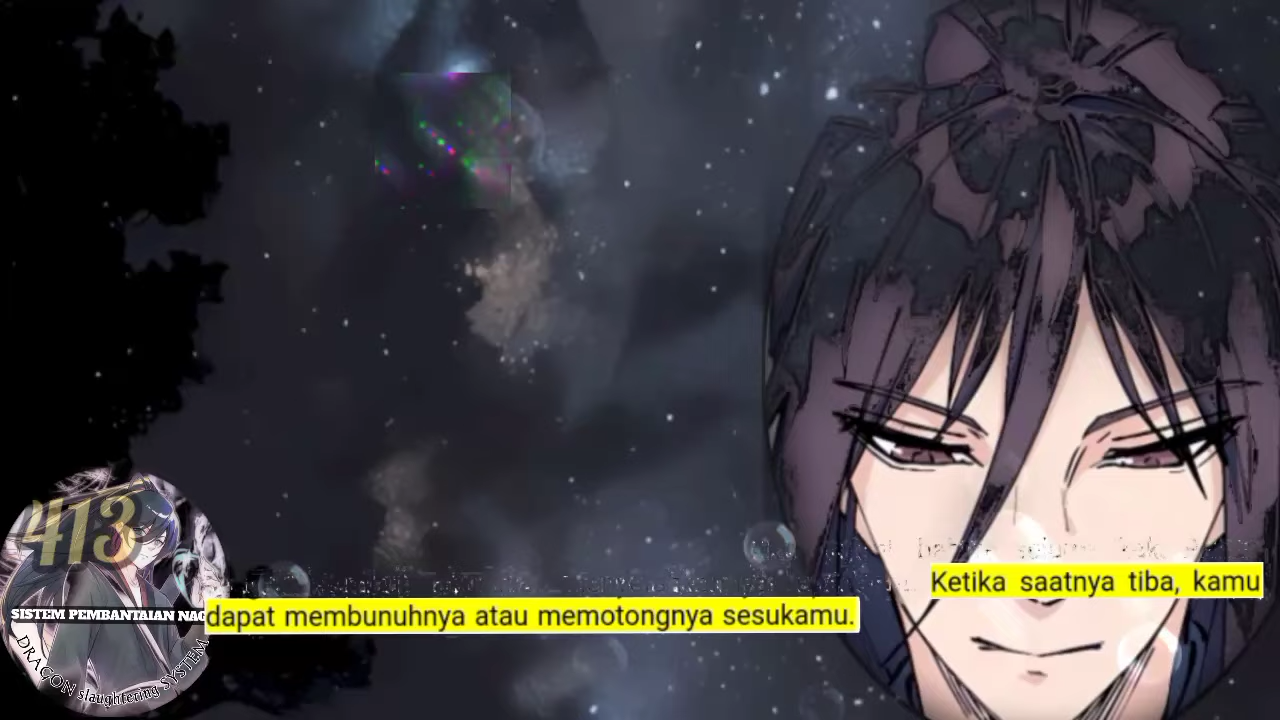 Ketika saatnya tiba, kamu
dapat membunuhnya atau memotongnya sesukamu.
413
SISTEM PEMBANTAIAN NAG
DRAGON slaughtering SYSTEM